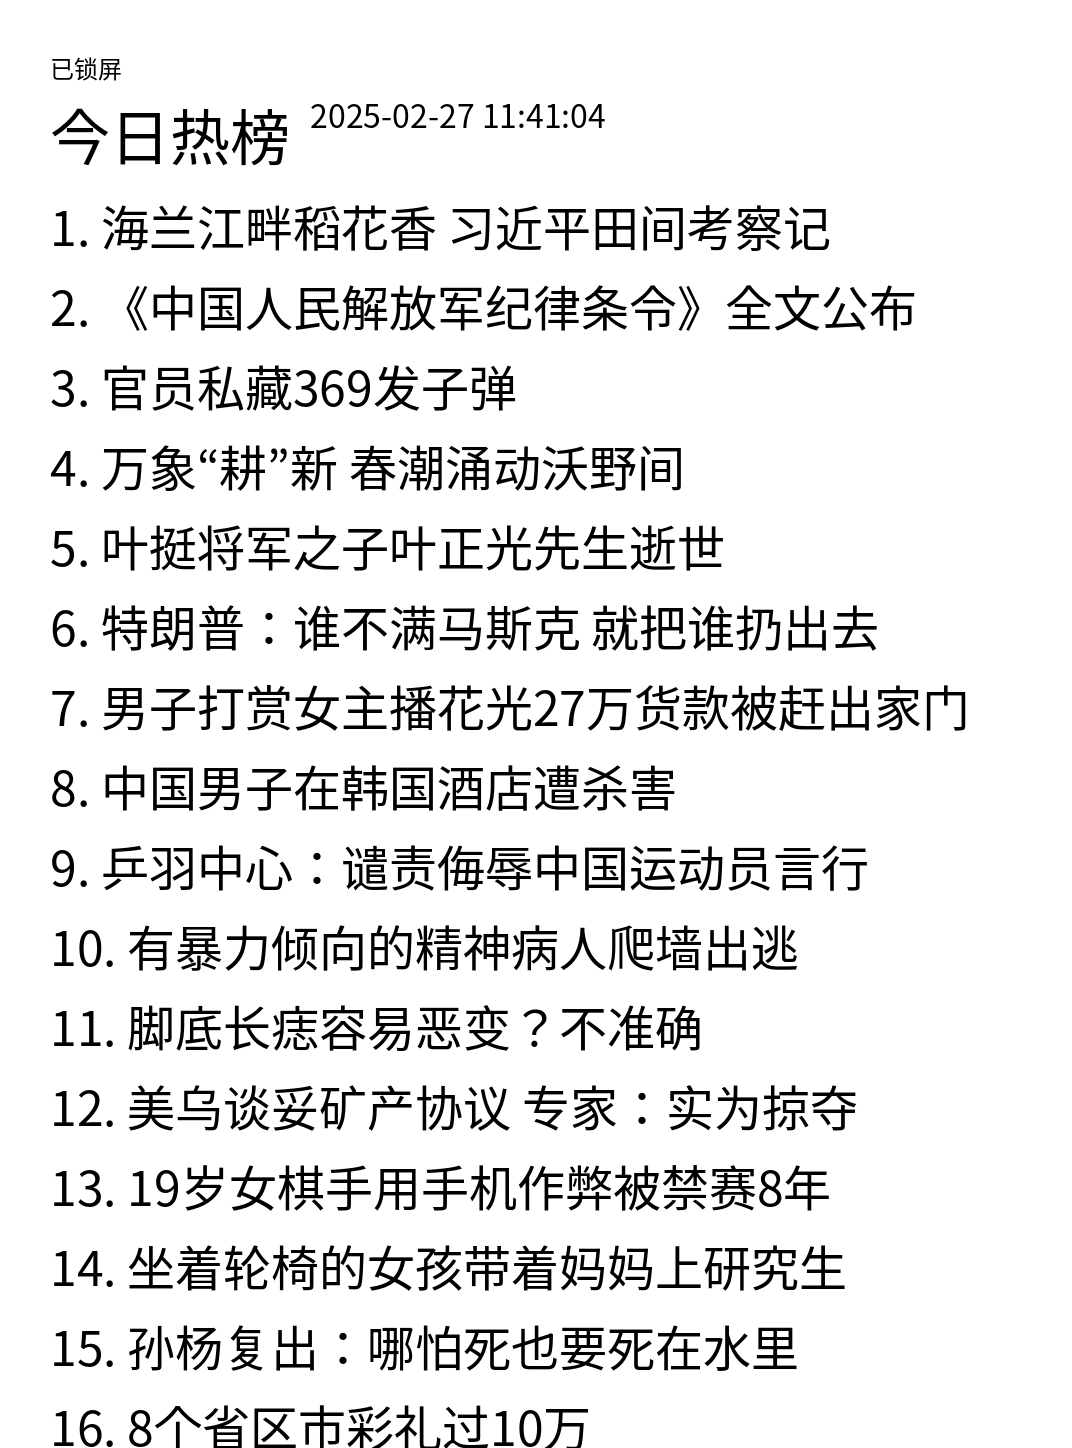 已锁屏
今日热榜 2025-02-27 11:41:04
1. 海兰江畔稻花香 习近平田间考察记
2. 《中国人民解放军纪律条令》全文公布
3. 官员私藏369发子弹
4. 万象“耕”新 春潮涌动沃野间
5. 叶挺将军之子叶正光先生逝世
6. 特朗普：谁不满马斯克 就把谁扔出去
7. 男子打赏女主播花光27万货款被赶出家门
8. 中国男子在韩国酒店遭杀害
9. 乒羽中心：谴责侮辱中国运动员言行
10. 有暴力倾向的精神病人爬墙出逃
11. 脚底长痣容易恶变？不准确
12. 美乌谈妥矿产协议 专家：实为掠夺
13. 19岁女棋手用手机作弊被禁赛8年
14. 坐着轮椅的女孩带着妈妈上研究生
15. 孙杨复出：哪怕死也要死在水里
16. 8个省区市彩礼过10万